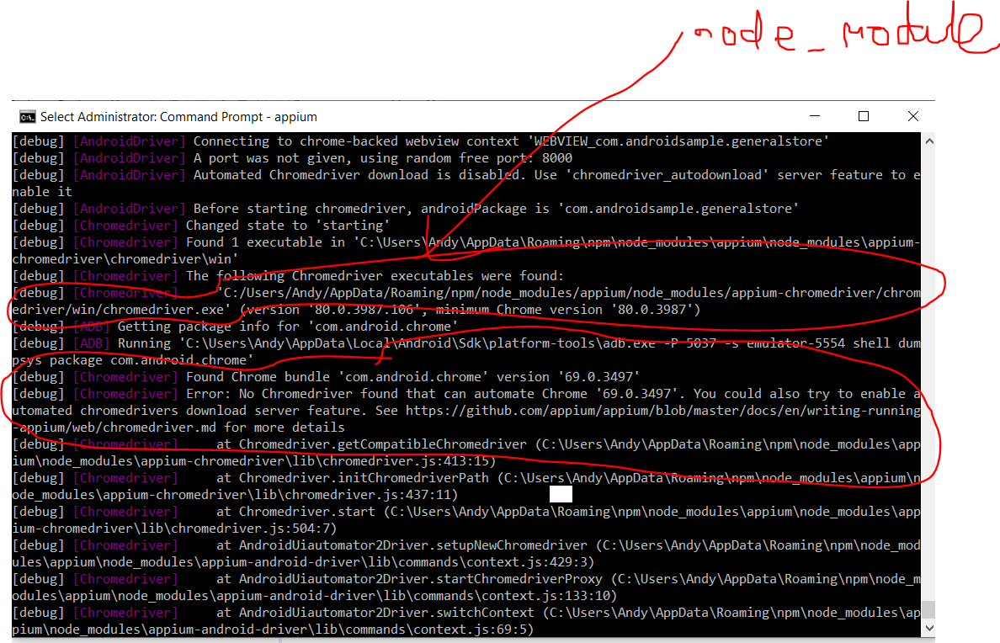 node_module
Select Administrator: Command Prompt - appium
[debug] [AndroidDriver] Connecting to chrome-backed webview context 'WEBVIEW_com.androidsample.generalstore'
[debug] [AndroidDriver] A port was not given, using random free port: 8000
[debug] [AndroidDriver] Automated Chromedriver download is disabled. Use 'chromedriver_autodownload' server feature to e
nable it
[debug] [AndroidDriver] Before starting chromedriver, androidPackage is 'com.androidsample.generalstore'
[debug] [Chromedriver] Changed state to 'starting'
[debug] [Chromedriver] Found 1 executable in 'C:\Users\Andy\AppData\Roaming\npm\node_modules\appium\node_modules\appium-
chromedriver\chromedriver\win'
[debug] [Chromedriver] The following Chromedriver executables were found:
[debug] [Chromedriver]     'C:/Users/Andy/AppData/Roaming/npm/node_modules/appium/node_modules/appium-chromedriver/chrom
edriver/win/chromedriver.exe' (version '80.0.3987.106', minimum Chrome version '80.0.3987')
[debug] [ADB] Getting package info for 'com.android.chrome'
[debug] [ADB] Running 'C:\Users\Andy\AppData\Local\Android\Sdk\platform-tools\adb.exe -P 5037 -s emulator-5554 shell dum
psys package com.android.chrome'
[debug] [Chromedriver] Found Chrome bundle 'com.android.chrome' version '69.0.3497'
[debug] [Chromedriver] Error: No Chromedriver found that can automate Chrome '69.0.3497'. You could also try to enable a
utomated chromedrivers download server feature. See https://github.com/appium/appium/blob/master/docs/en/writing-running
-appium/web/chromedriver.md for more details
[debug] [Chromedriver]     at Chromedriver.getCompatibleChromedriver (C:\Users\Andy\AppData\Roaming\npm\node_modules\app
ium\node_modules\appium-chromedriver\lib\chromedriver.js:413:15)
[debug] [Chromedriver]     at Chromedriver.initChromedriverPath (C:\Users\Andy\AppData\Roaming\npm\node_modules\appium\n
ode_modules\appium-chromedriver\lib\chromedriver.js:437:11)
[debug] [Chromedriver]     at Chromedriver.start (C:\Users\Andy\AppData\Roaming\npm\node_modules\appium\node_modules\app
ium-chromedriver\lib\chromedriver.js:504:7)
[debug] [Chromedriver]     at AndroidUiautomator2Driver.setupNewChromedriver (C:\Users\Andy\AppData\Roaming\npm\node_mod
ules\appium\node_modules\appium-android-driver\lib\commands\context.js:429:3)
[debug] [Chromedriver]     at AndroidUiautomator2Driver.startChromedriverProxy (C:\Users\Andy\AppData\Roaming\npm\node_m
odules\appium\node_modules\appium-android-driver\lib\commands\context.js:133:10)
[debug] [Chromedriver]     at AndroidUiautomator2Driver.switchContext (C:\Users\Andy\AppData\Roaming\npm\node_modules\ap
pium\node_modules\appium-android-driver\lib\commands\context.js:69:5)